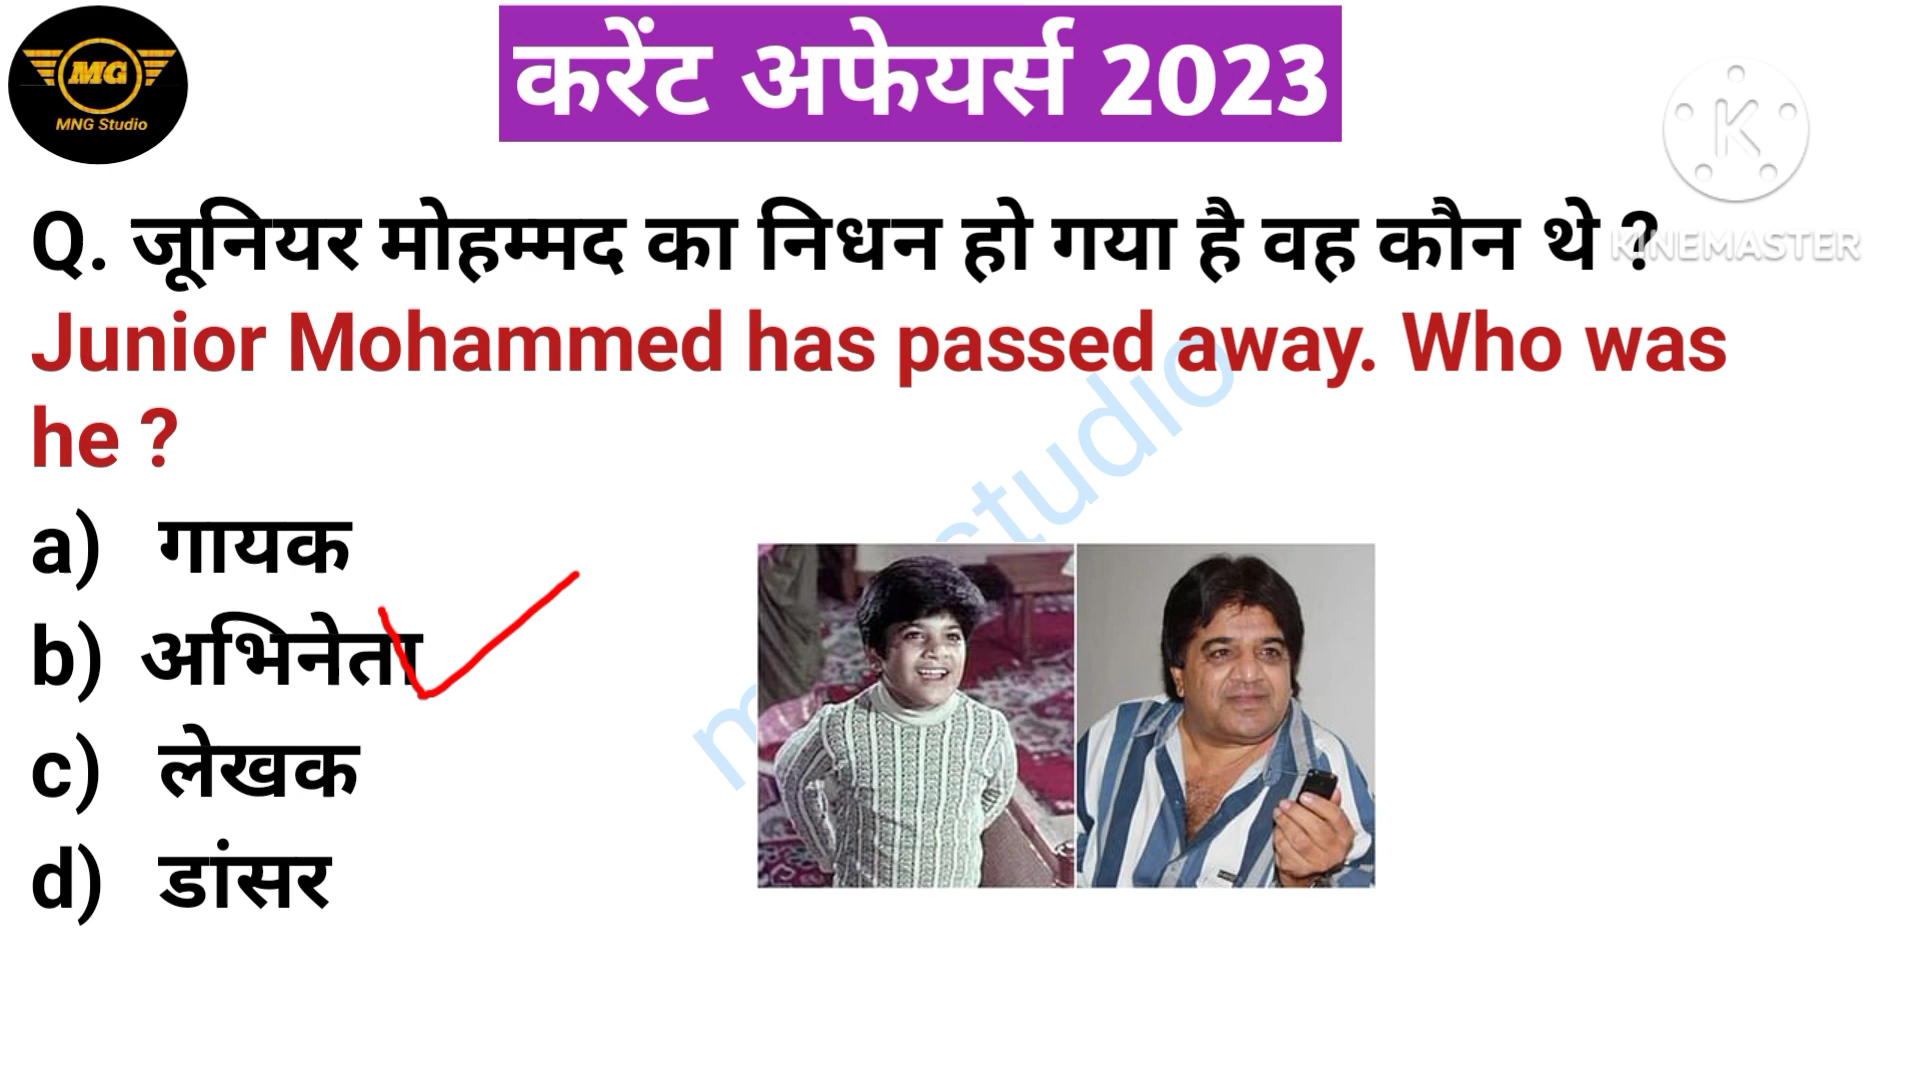 MG
MNG Studio
करेंट अफेयर्स 2023
K
KINEMASTER
Q. जूनियर मोहम्मद का निधन हो गया है वह कौन थे ?
Junior Mohammed has passed away. Who was
he ?
a) गायक
b) अभिनेता
c) लेखक
d) डांसर
studio